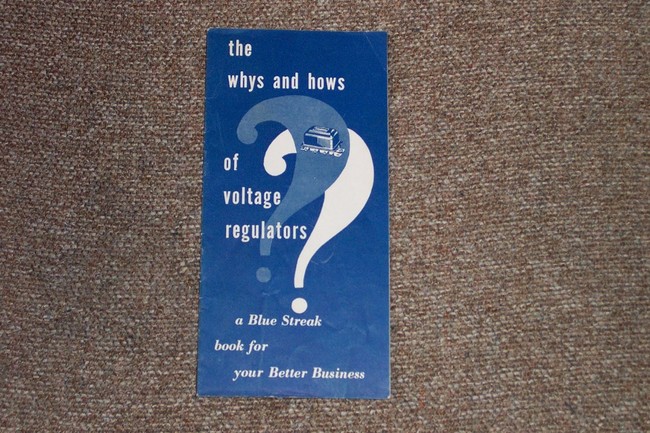 the
whys and hows
of
voltage
regulators
a Blue Streak
book for
your Better Business